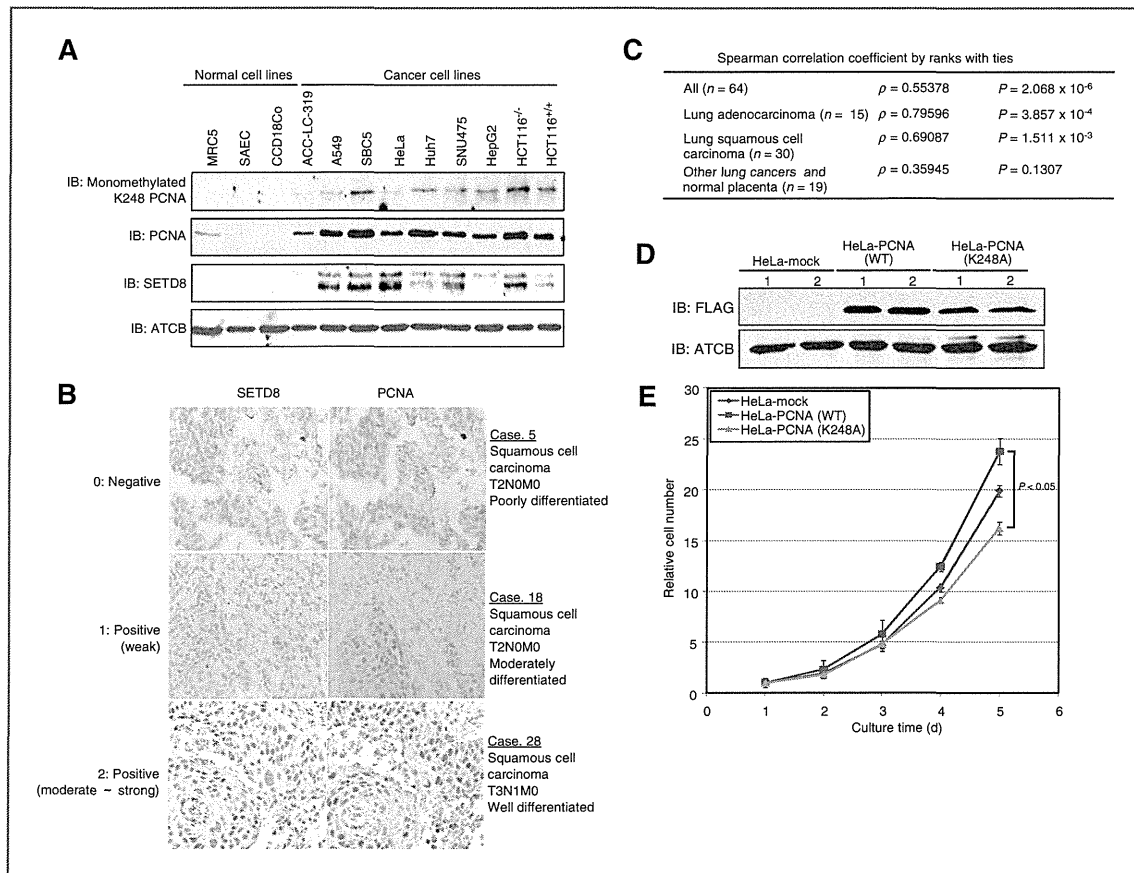 A
Normal cell lines
Cancer cell lines
MRC5
SAEC
CCD18Co
ACC-LC-319
A549
SBC5
HeLa
Huh7
SNU475
HepG2
HCT116-/-
HCT116+/+
IB: Monomethylated
K248 PCNA
IB: PCNA
IB: SETD8
IB: ATCB
B
SETD8
PCNA
0: Negative
Case. 5
Squamous cell
carcinoma
T2N0M0
Poorly differentiated
1: Positive
(weak)
Case. 18
Squamous cell
carcinoma
T2N0M0
Moderately
differentiated
2: Positive
(moderate ~ strong)
Case. 28
Squamous cell
carcinoma
T3N1M0
Well differentiated
C
Spearman correlation coefficient by ranks with ties
All (n = 64) ρ = 0.55378 P = 2.068 x 10-6
Lung adenocarcinoma (n = 15) ρ = 0.79596 P = 3.857 x 10-4
Lung squamous cell
carcinoma (n = 30) ρ = 0.69087 P = 1.511 x 10-3
Other lung cancers and
normal placenta (n = 19) ρ = 0.35945 P = 0.1307
D
HeLa-mock
HeLa-PCNA
(WT)
HeLa-PCNA
(K248A)
1 2 1 2 1 2
IB: FLAG
IB: ATCB
E
HeLa-mock
HeLa-PCNA (WT)
HeLa-PCNA (K248A)
P < 0.05
Relative cell number
30
25
20
15
10
5
0
0 1 2 3 4 5 6
Culture time (d)